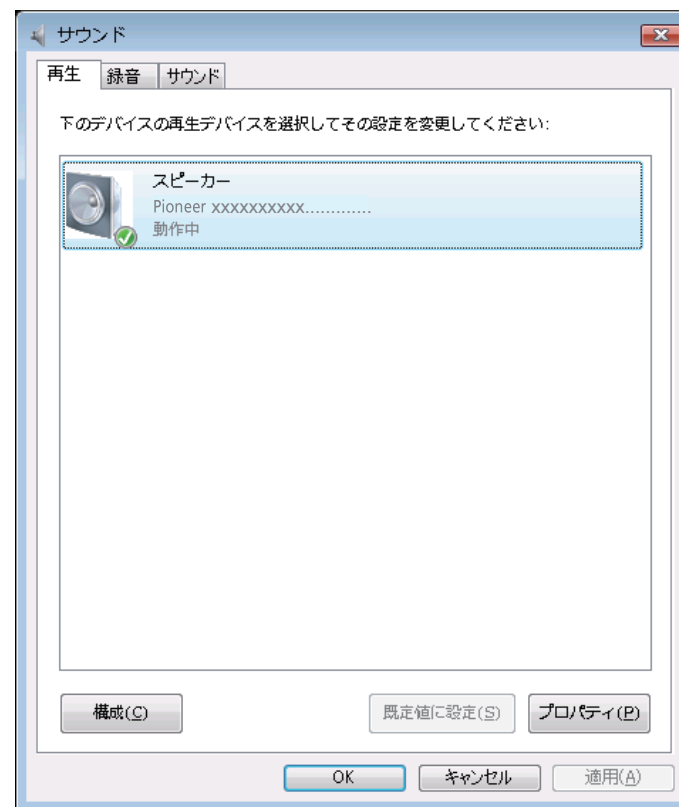 サウンド
再生 録音 サウンド
下のデバイスの再生デバイスを選択してその設定を変更してください:
スピーカー
Pioneer xxxxxxxxxx.............
動作中
構成(C) 既定値に設定(S) プロパティ(P)
OK キャンセル 適用(A)